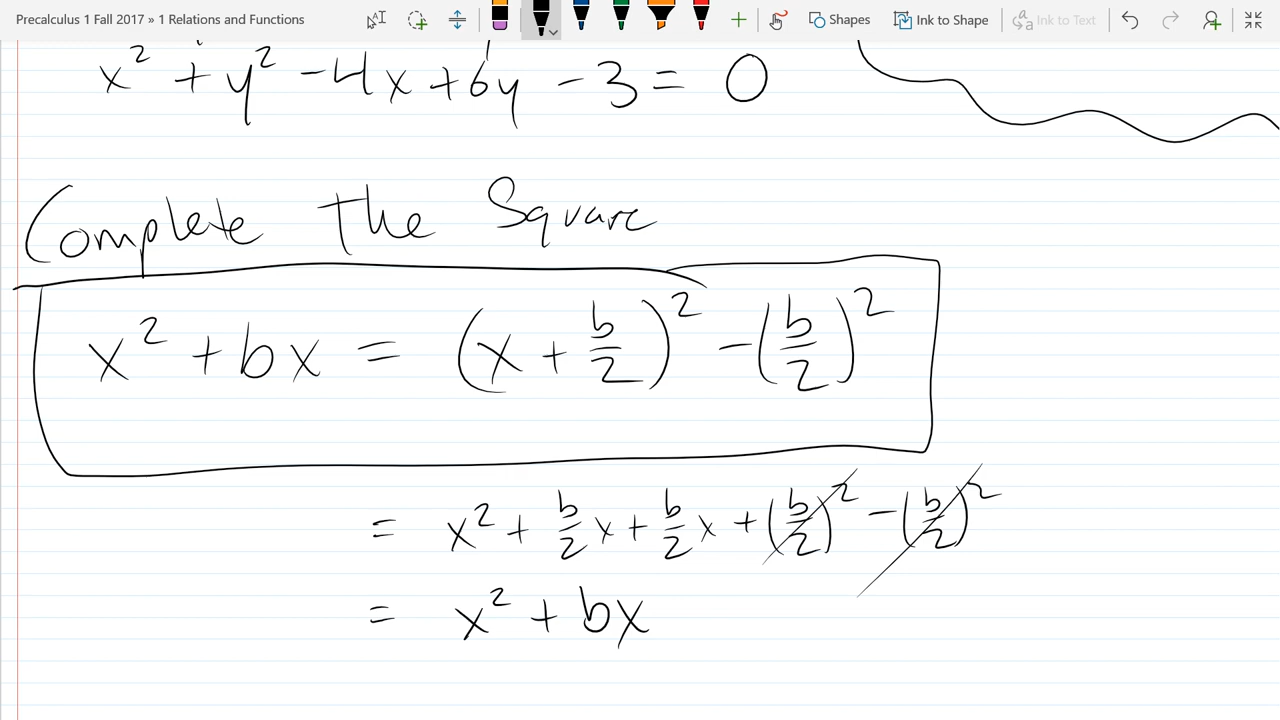 Precalculus 1 Fall 2017 » 1 Relations and Functions Shapes Ink to Shape Ink to Text
x² + y² - 4x + 6y - 3 = 0
Complete the Square
x² + bx = (x + b/2)² - (b/2)²
= x² + b/2 x + b/2 x + (b/2)² - (b/2)²
= x² + bx